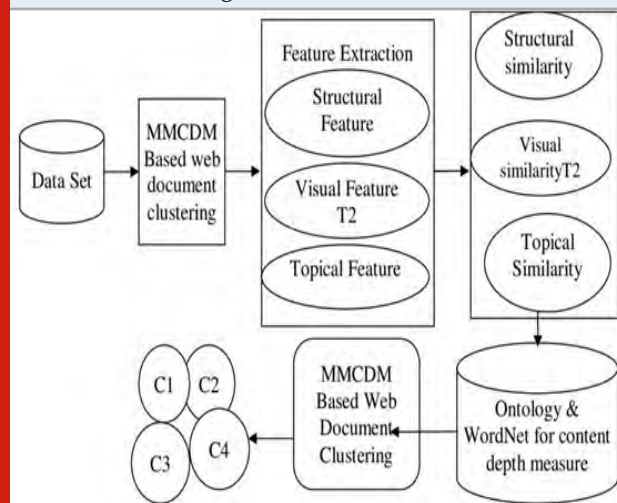 Feature Extraction
Structural
Feature
Visual Feature
T2
Topical Feature
Structural
similarity
Visual
similarityT2
Topical
Similarity
Data Set
MMCDM
Based web
document
clustering
C1
C2
C3
C4
MMCDM
Based Web
Document
Clustering
Ontology &
WordNet for content
depth measure